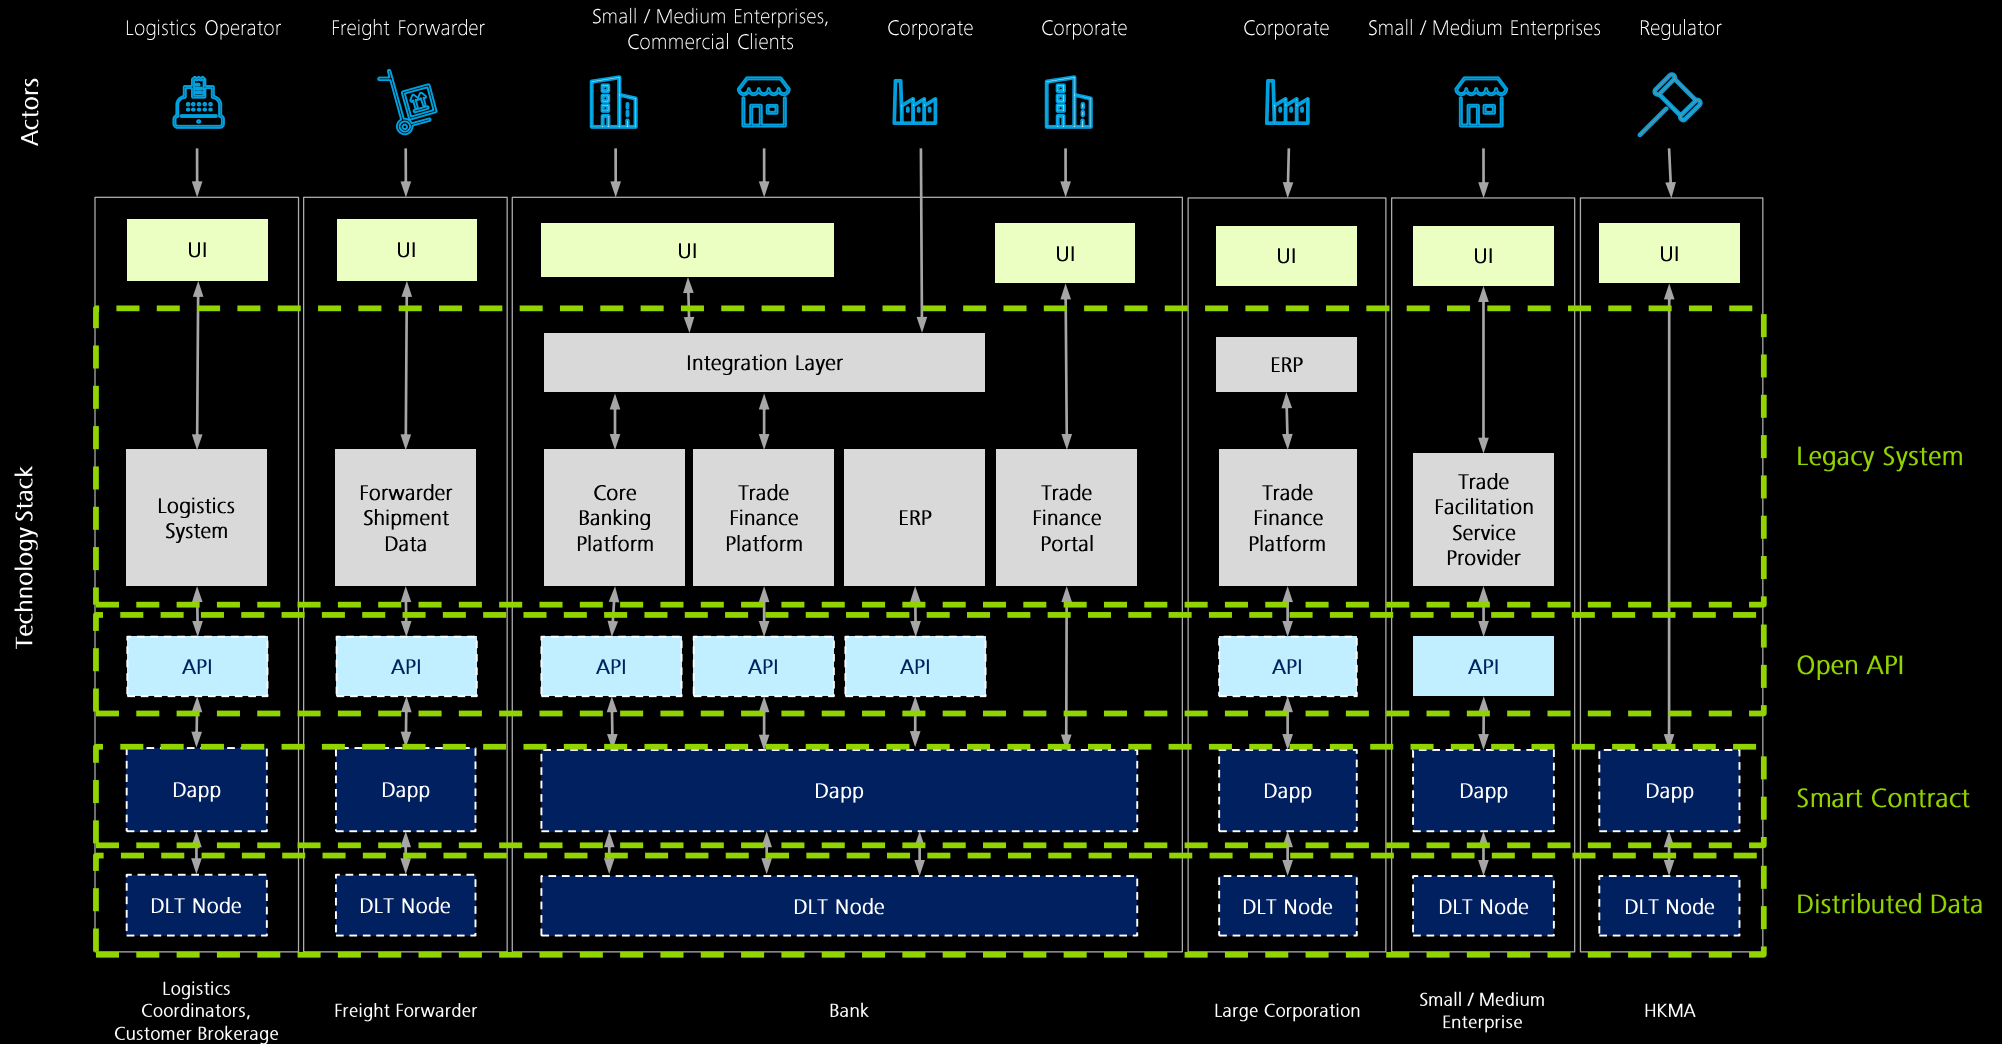 Logistics Operator
Freight Forwarder
Small / Medium Enterprises,
Commercial Clients
Corporate
Corporate
Corporate
Small / Medium Enterprises
Regulator
Actors
Technology Stack
UI
UI
UI
UI
UI
UI
UI
Integration Layer
ERP
Logistics
System
Forwarder
Shipment
Data
Core
Banking
Platform
Trade
Finance
Platform
ERP
Trade
Finance
Portal
Trade
Finance
Platform
Trade
Facilitation
Service
Provider
Legacy System
API
API
API
API
API
API
API
Open API
Dapp
Dapp
Dapp
Dapp
Dapp
Dapp
Smart Contract
DLT Node
DLT Node
DLT Node
DLT Node
DLT Node
DLT Node
Distributed Data
Logistics
Coordinators,
Customer Brokerage
Freight Forwarder
Bank
Large Corporation
Small / Medium
Enterprise
HKMA